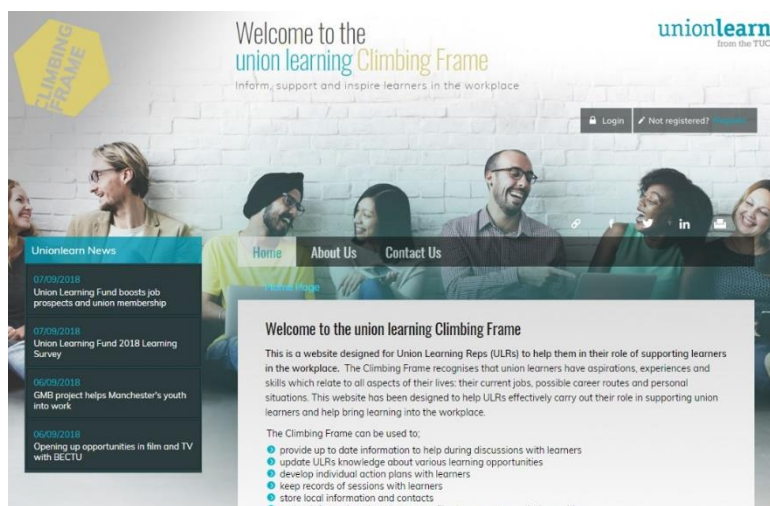 CLIMBING
FRAME
Welcome to the
union learning Climbing Frame
Inform, support and inspire learners in the workplace
unionlearn
from the TUC
Login
Not registered? Register
Unionlearn News
07/09/2018
Union Learning Fund boosts job
prospects and union membership
07/09/2018
Union Learning Fund 2018 Learning
Survey
06/09/2018
GMB project helps Manchester's youth
into work
06/09/2018
Opening up opportunities in film and TV
with BECTU
Home
About Us
Contact Us
Home Page
Welcome to the union learning Climbing Frame
This is a website designed for Union Learning Reps (ULRs) to help them in their role of supporting learners
in the workplace. The Climbing Frame recognises that union learners have aspirations, experiences and
skills which relate to all aspects of their lives: their current jobs, possible career routes and personal
situations. This website has been designed to help ULRs effectively carry out their role in supporting union
learners and help bring learning into the workplace.
The Climbing Frame can be used to;
provide up to date information to help during discussions with learners
update ULRs knowledge about various learning opportunities
develop individual action plans with learners
keep records of sessions with learners
store local information and contacts